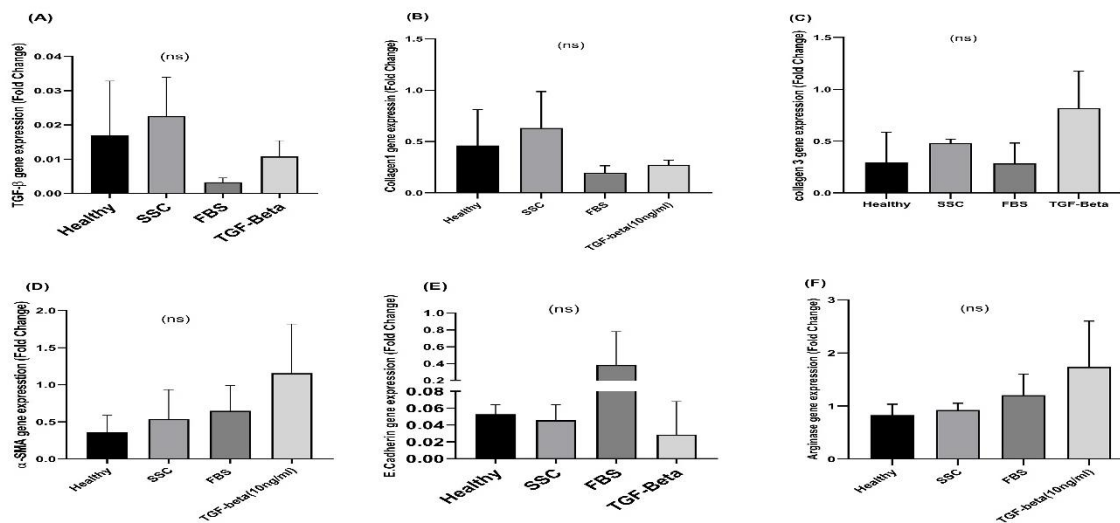 (A)
(ns)
TGF-β gene expression (Fold Change)
0.04
0.03
0.02
0.01
0.00
Healthy
SSC
FBS
TGF-Beta
(B)
(ns)
Collagen1 gene expressin (Fold Change)
1.5
1.0
0.5
0.0
Healthy
SSC
FBS
TGF-beta(10ng/ml)
(C)
(ns)
collagen 3 gene expression (Fold Change)
1.5
1.0
0.5
0.0
Healthy
SSC
FBS
TGF-Beta
(D)
(ns)
α-SMA gene expresstion (Fold Change)
2.0
1.5
1.0
0.5
0.0
Healthy
SSC
FBS
TGF-beta(10ng/ml)
(E)
(ns)
E.Cadherin gene expression (Fold Change)
1.0
0.8
0.6
0.4
0.2
0.08
0.06
0.04
0.02
0.00
Healthy
SSC
FBS
TGF-Beta
(F)
(ns)
Arginase gene expression (Fold Change)
3
2
1
0
Healthy
SSC
FBS
TGF-beta(10ng/ml)